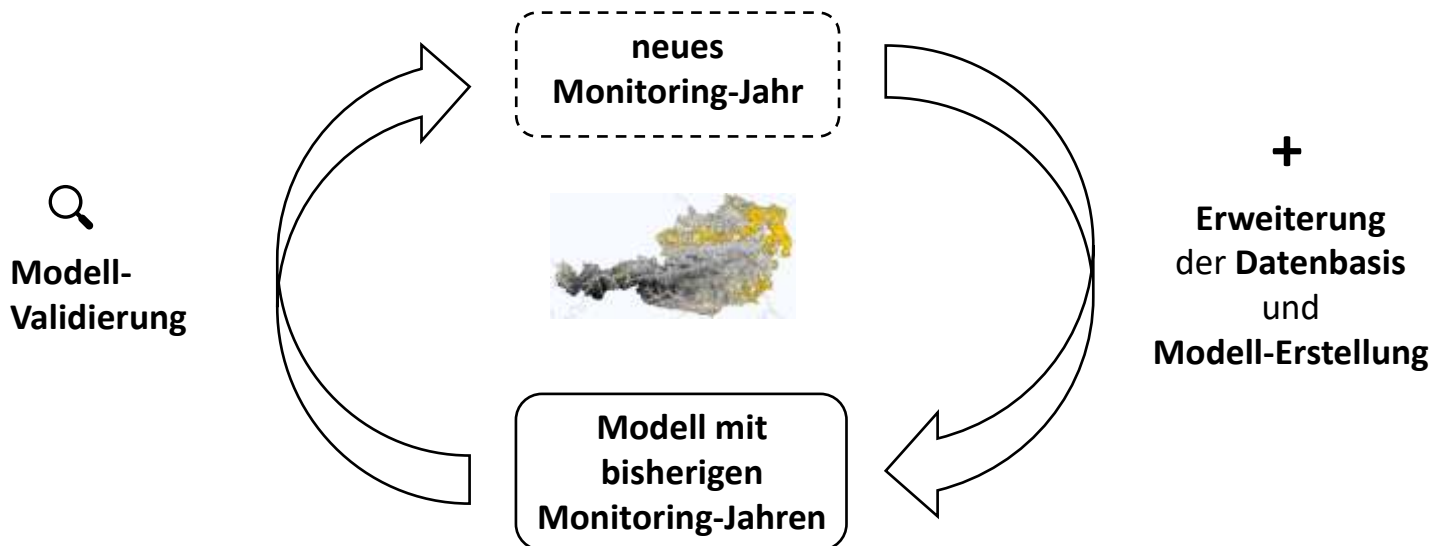 neues
Monitoring-Jahr
+
Erweiterung
der Datenbasis
und
Modell-Erstellung
Modell-
Validierung
Modell mit
bisherigen
Monitoring-Jahren